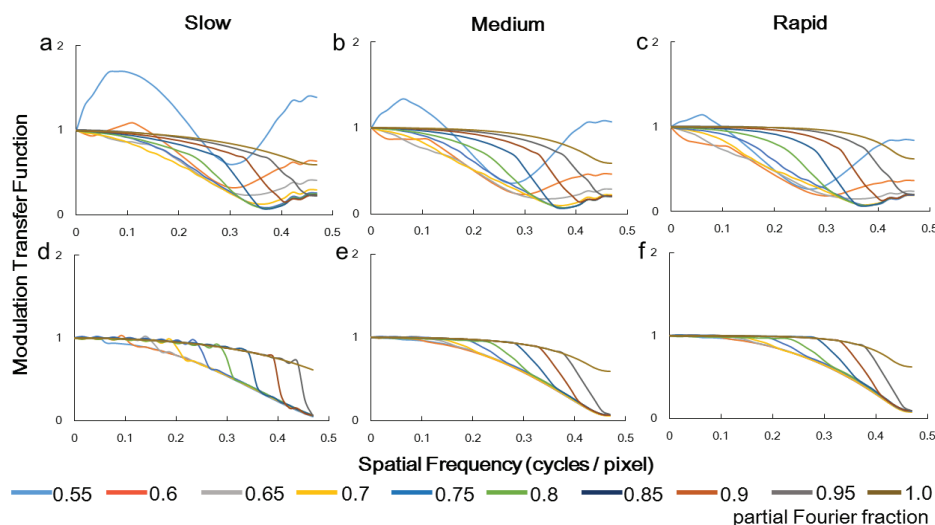 Slow Medium Rapid
a b c
2 2 2
1 1 1
0 0 0
0 0.1 0.2 0.3 0.4 0.5 0 0.1 0.2 0.3 0.4 0.5 0 0.1 0.2 0.3 0.4 0.5
Modulation Transfer Function
d e f
2 2 2
1 1 1
0 0 0
0 0.1 0.2 0.3 0.4 0.5 0 0.1 0.2 0.3 0.4 0.5 0 0.1 0.2 0.3 0.4 0.5
Spatial Frequency (cycles / pixel)
0.55 0.6 0.65 0.7 0.75 0.8 0.85 0.9 0.95 1.0
partial Fourier fraction